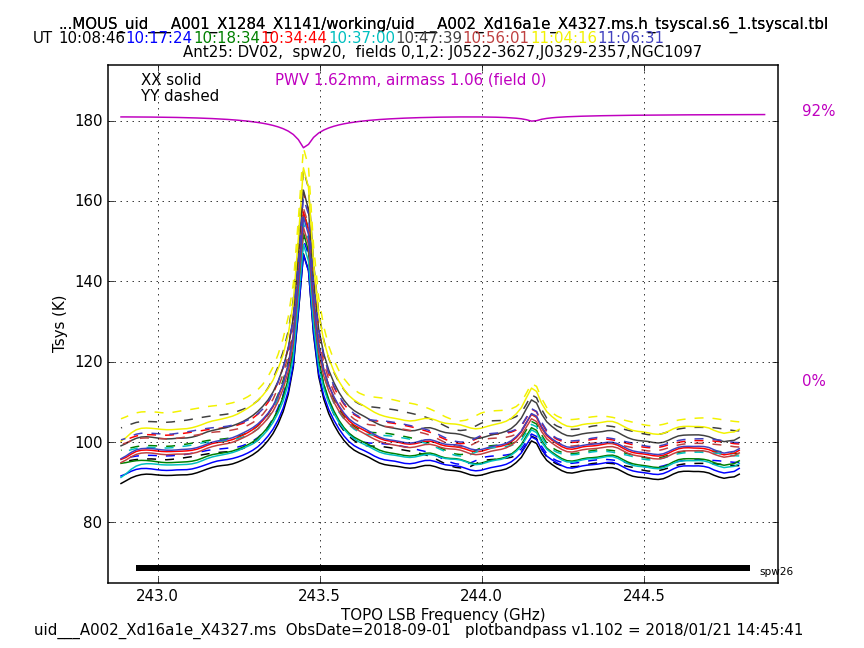 ...MOUS_uid___A001_X1284_X1141/working/uid___A002_Xd16a1e_X4327.ms.h_tsyscal.s6_1.tsyscal.tbl
UT 10:08:46 10:17:24 10:18:34 10:34:44 10:37:00 10:47:39 10:56:01 11:04:16 11:06:31
Ant25: DV02,  spw20,  fields 0,1,2: J0522-3627,J0329-2357,NGC1097
XX solid
YY dashed
PWV 1.62mm, airmass 1.06 (field 0)
92%
0%
180
160
140
120
100
80
Tsys (K)
spw26
243.0 243.5 244.0 244.5
TOPO LSB Frequency (GHz)
uid___A002_Xd16a1e_X4327.ms  ObsDate=2018-09-01   plotbandpass v1.102 = 2018/01/21 14:45:41